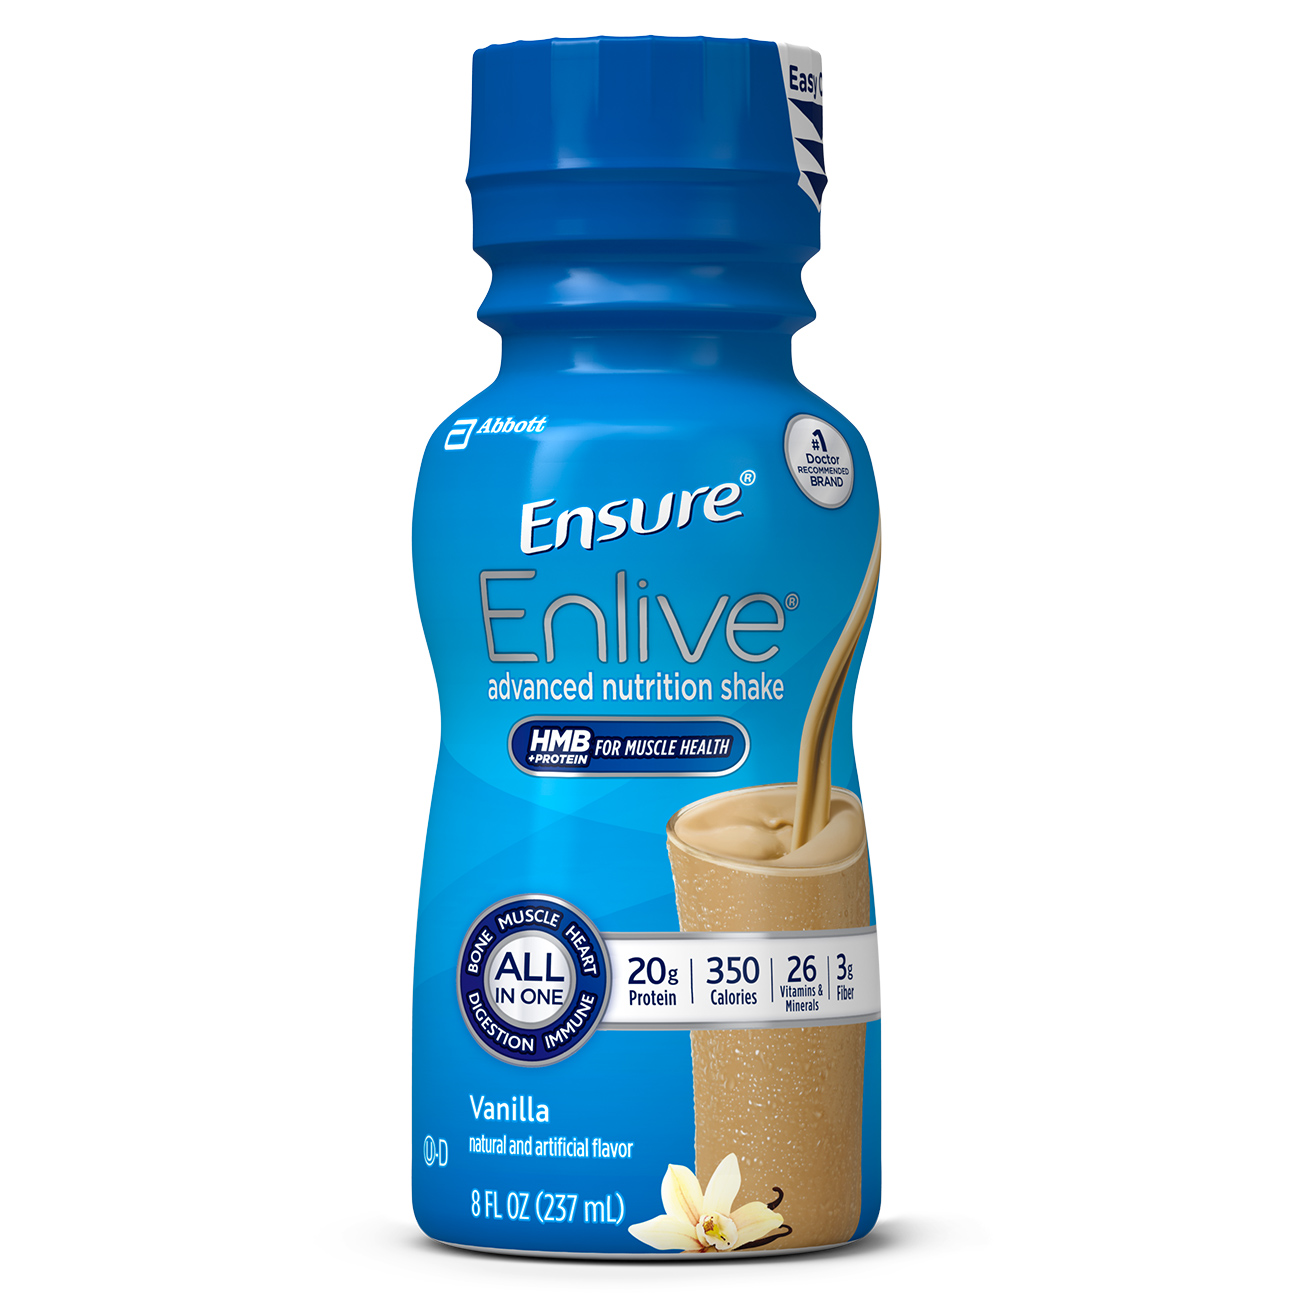 Easy
Abbott
#1
Doctor
RECOMMENDED
BRAND
Ensure®
Enlive®
advanced nutrition shake
HMB
+PROTEIN
FOR MUSCLE HEALTH
BONE MUSCLE HEART
ALL
IN ONE
DIGESTION IMMUNE
20g
Protein
350
Calories
26
Vitamins &
Minerals
3g
Fiber
Vanilla
natural and artificial flavor
U-D
8 FL OZ (237 mL)